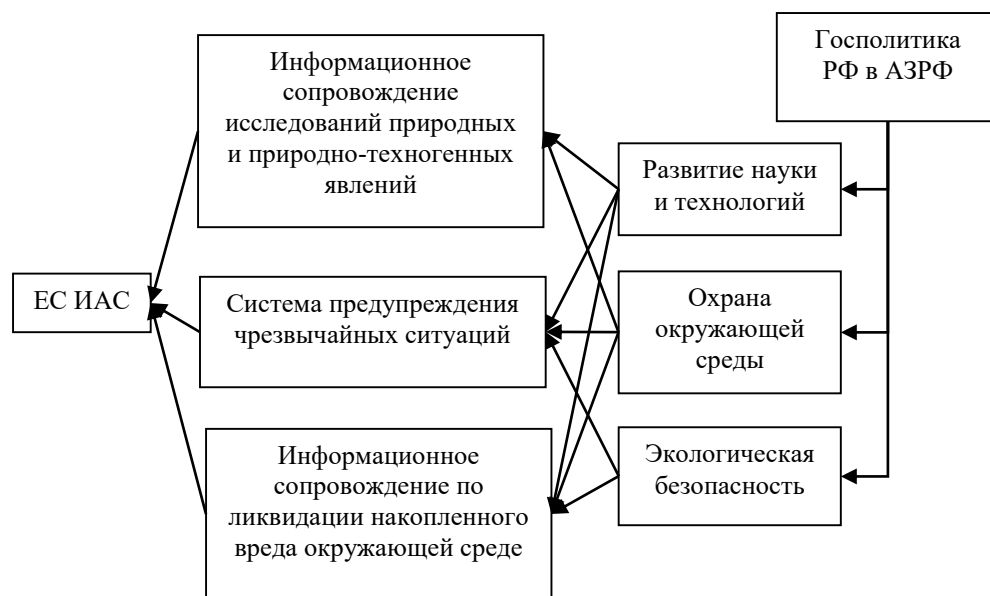 Госполитика
РФ в АЗРФ
Информационное
сопровождение
исследований природных
и природно-техногенных
явлений
Развитие науки
и технологий
ЕС ИАС
Система предупреждения
чрезвычайных ситуаций
Охрана
окружающей
среды
Информационное
сопровождение по
ликвидации накопленного
вреда окружающей среде
Экологическая
безопасность